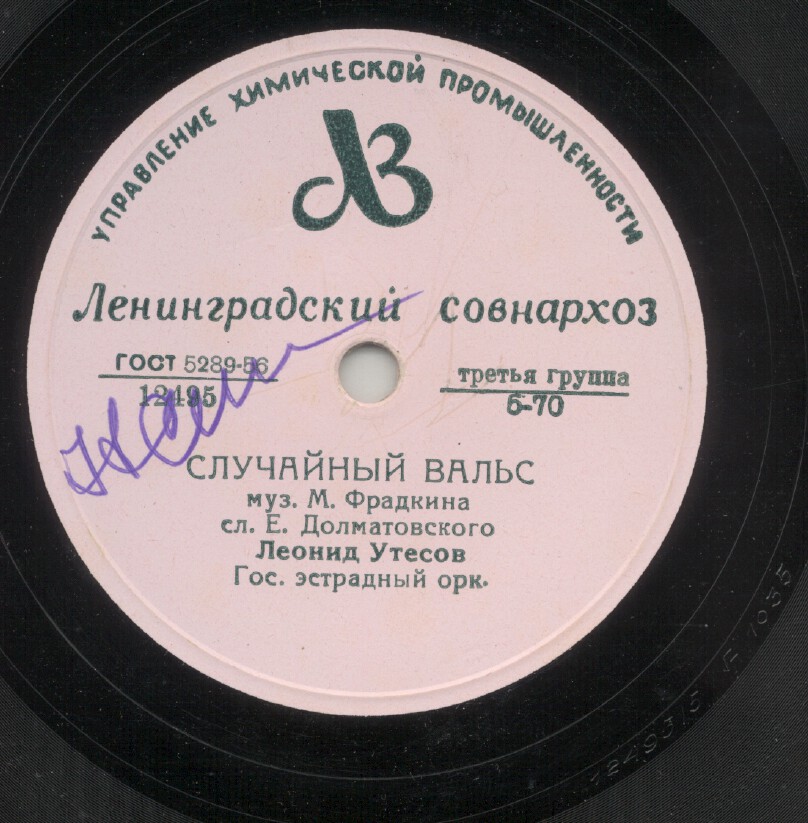 УПРАВЛЕНИЕ ХИМИЧЕСКОЙ ПРОМЫШЛЕННОСТИ
ЛЗ
Ленинградский совнархоз
ГОСТ 5289-56
12495
третья группа
6-70
СЛУЧАЙНЫЙ ВАЛЬС
муз. М. Фрадкина
сл. Е. Долматовского
Леонид Утесов
Гос. эстрадный орк.